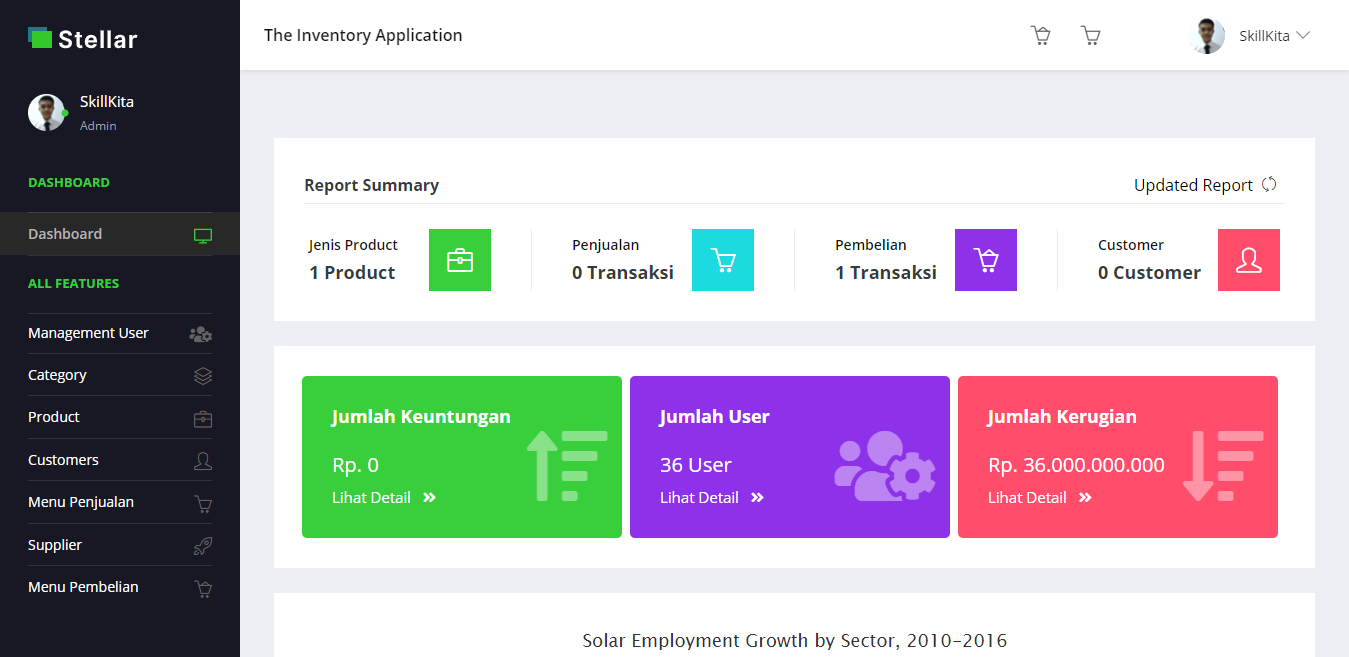 Stellar
The Inventory Application
SkillKita
SkillKita
Admin
DASHBOARD
Dashboard
ALL FEATURES
Management User
Category
Product
Customers
Menu Penjualan
Supplier
Menu Pembelian
Report Summary
Updated Report
Jenis Product
1 Product
Penjualan
0 Transaksi
Pembelian
1 Transaksi
Customer
0 Customer
Jumlah Keuntungan
Rp. 0
Lihat Detail
Jumlah User
36 User
Lihat Detail
Jumlah Kerugian
Rp. 36.000.000.000
Lihat Detail
Solar Employment Growth by Sector, 2010-2016